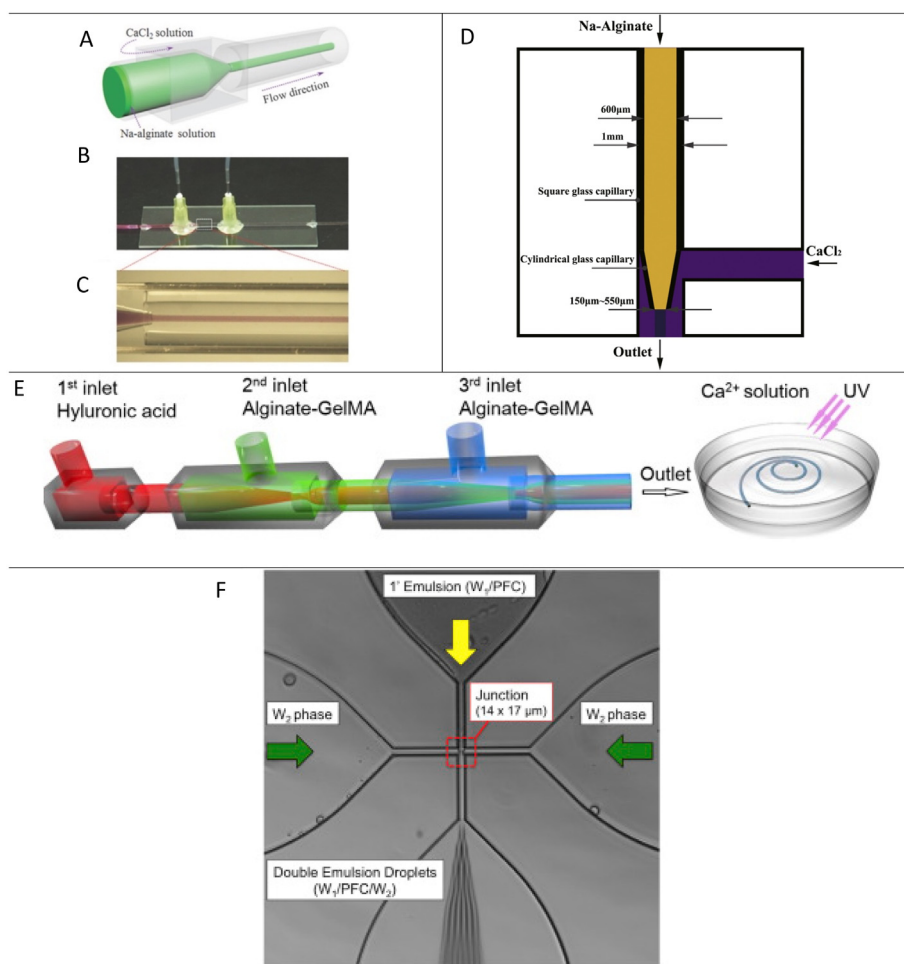 A
CaCl₂ solution
Flow direction
Na-alginate solution
B
C
D
Na-Alginate
600μm
1mm
Square glass capillary
Cylindrical glass capillary
CaCl₂
150μm~550μm
Outlet
E
1st inlet
Hyluronic acid
2nd inlet
Alginate-GelMA
3rd inlet
Alginate-GelMA
Ca²⁺ solution
UV
Outlet
F
1° Emulsion (W₁/PFC)
Junction
(14 x 17 μm)
W₂ phase
W₂ phase
Double Emulsion Droplets
(W₁/PFC/W₂)